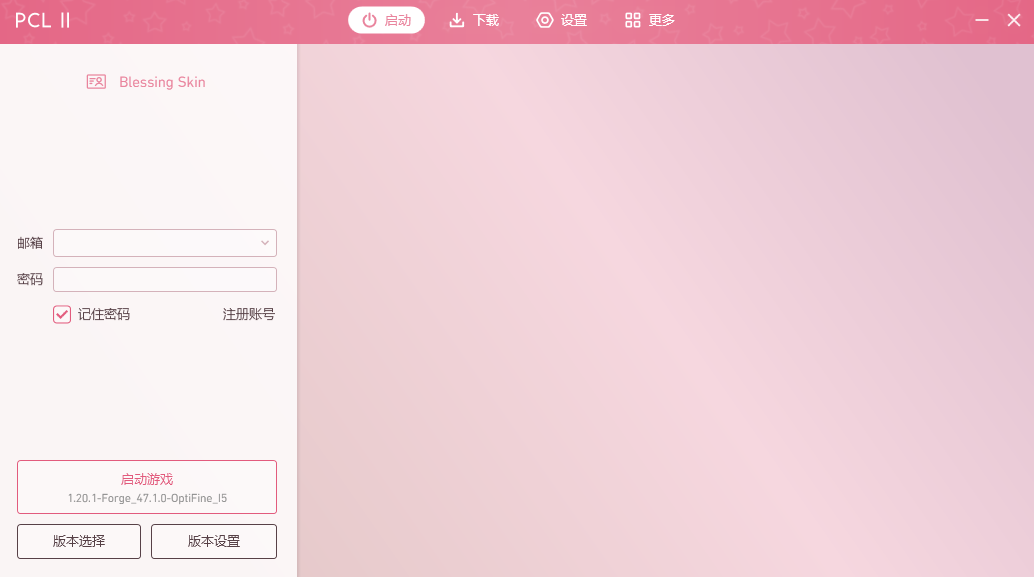 PCL II 启动 下载 设置 更多
Blessing Skin
邮箱
密码
记住密码 注册账号
启动游戏
1.20.1-Forge_47.1.0-OptiFine_I5
版本选择 版本设置